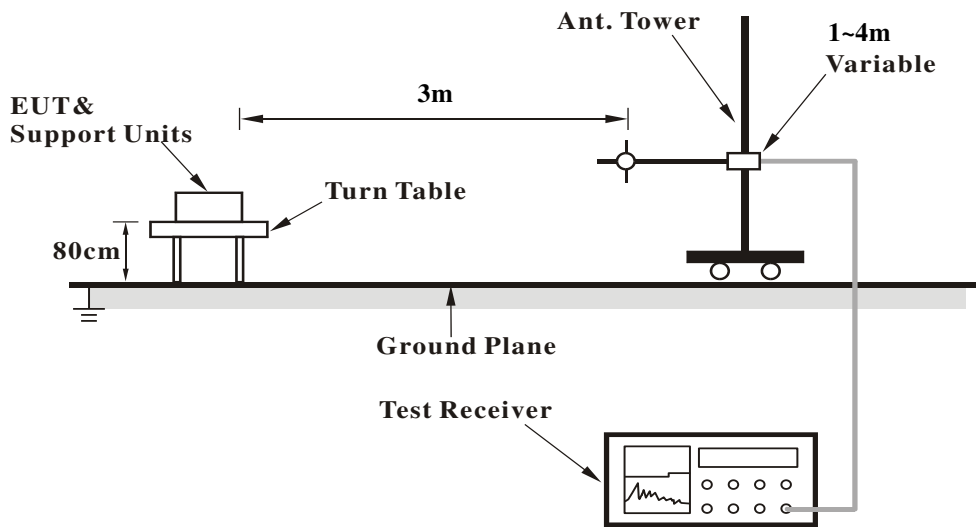 Ant. Tower
1~4m
Variable
3m
EUT&
Support Units
Turn Table
80cm
Ground Plane
Test Receiver